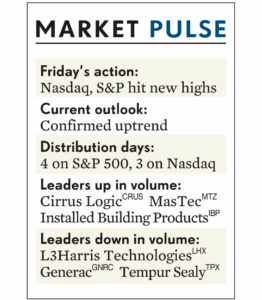 MARKET PULSE
Friday's action:
Nasdaq, S&P hit new highs
Current outlook:
Confirmed uptrend
Distribution days:
4 on S&P 500, 3 on Nasdaq
Leaders up in volume:
Cirrus Logic CRUS MasTec MTZ
Installed Building Products IBP
Leaders down in volume:
L3Harris Technologies LHX
Generac GNRC Tempur Sealy TPX